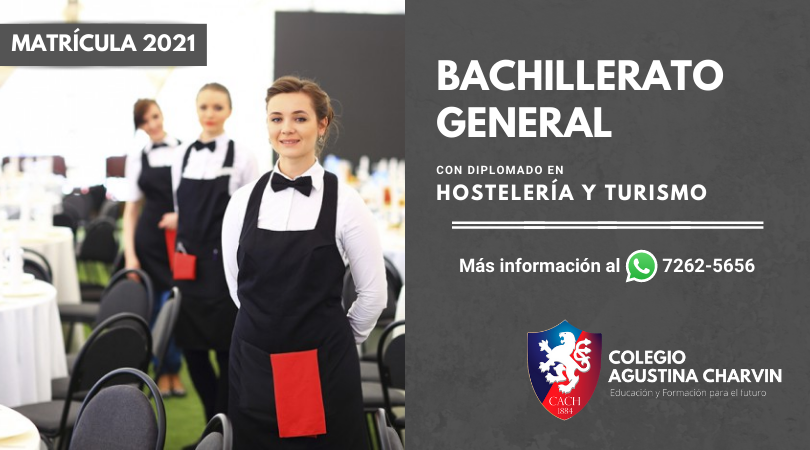 MATRÍCULA 2021
BACHILLERATO
GENERAL
CON DIPLOMADO EN
HOSTELERÍA Y TURISMO
Más información al 7262-5656
CACH
1884
COLEGIO
AGUSTINA CHARVIN
Educación y Formación para el futuro